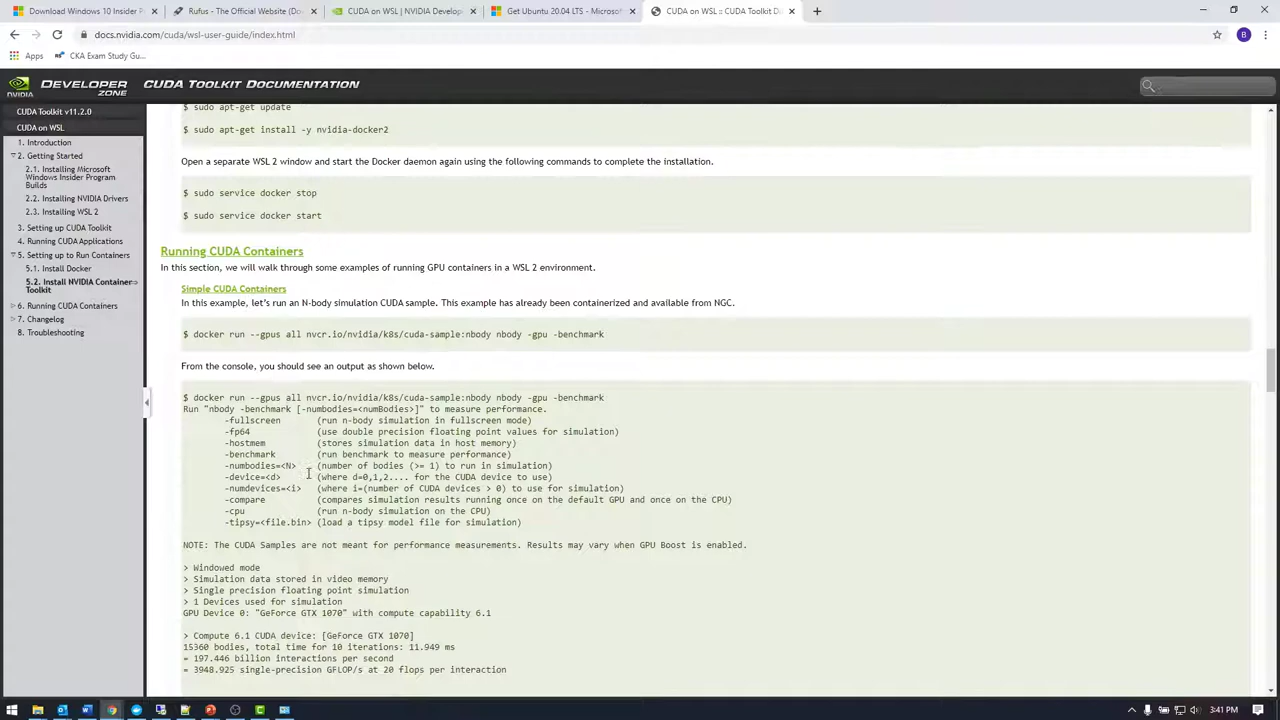 Download Windows 10 Insider P
Rufus - The Official Website (Do
CUDA on WSL | NVIDIA Develop
Get Ubuntu 20.04 LTS - Microso
CUDA on WSL :: CUDA Toolkit D
docs.nvidia.com/cuda/wsl-user-guide/index.html
B
Apps
CKA Exam Study Gu...
NVIDIA
DEVELOPER ZONE
CUDA TOOLKIT DOCUMENTATION
CUDA Toolkit v11.2.0
CUDA on WSL
1. Introduction
2. Getting Started
2.1. Installing Microsoft
Windows Insider Program
Builds
2.2. Installing NVIDIA Drivers
2.3. Installing WSL 2
3. Setting up CUDA Toolkit
4. Running CUDA Applications
5. Setting up to Run Containers
5.1. Install Docker
5.2. Install NVIDIA Container
Toolkit
6. Running CUDA Containers
7. Changelog
8. Troubleshooting
$ sudo apt-get update
$ sudo apt-get install -y nvidia-docker2
Open a separate WSL 2 window and start the Docker daemon again using the following commands to complete the installation.
$ sudo service docker stop
$ sudo service docker start
Running CUDA Containers
In this section, we will walk through some examples of running GPU containers in a WSL 2 environment.
Simple CUDA Containers
In this example, let's run an N-body simulation CUDA sample. This example has already been containerized and available from NGC.
$ docker run --gpus all nvcr.io/nvidia/k8s/cuda-sample:nbody nbody -gpu -benchmark
From the console, you should see an output as shown below.
$ docker run --gpus all nvcr.io/nvidia/k8s/cuda-sample:nbody nbody -gpu -benchmark
Run "nbody -benchmark [-numbodies=<numBodies>]" to measure performance.
-fullscreen (run n-body simulation in fullscreen mode)
-fp64 (use double precision floating point values for simulation)
-hostmem (stores simulation data in host memory)
-benchmark (run benchmark to measure performance)
-numbodies=<N> (number of bodies (>= 1) to run in simulation)
-device=<d> (where d=0,1,2.... for the CUDA device to use)
-numdevices=<i> (where i=(number of CUDA devices > 0) to use for simulation)
-compare (compares simulation results running once on the default GPU and once on the CPU)
-cpu (run n-body simulation on the CPU)
-tipsy=<file.bin> (load a tipsy model file for simulation)
NOTE: The CUDA Samples are not meant for performance measurements. Results may vary when GPU Boost is enabled.
> Windowed mode
> Simulation data stored in video memory
> Single precision floating point simulation
> 1 Devices used for simulation
GPU Device 0: "GeForce GTX 1070" with compute capability 6.1
> Compute 6.1 CUDA device: [GeForce GTX 1070]
15360 bodies, total time for 10 iterations: 11.949 ms
= 197.446 billion interactions per second
= 3948.925 single-precision GFLOP/s at 20 flops per interaction
3:41 PM